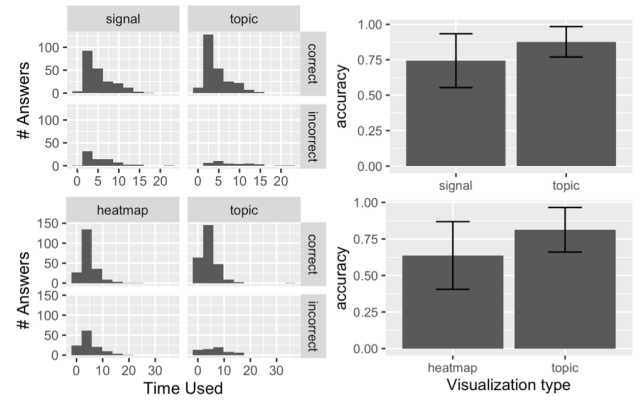 signal
topic
# Answers
100
50
0
correct
100
50
0
incorrect
0 5 10 15 20
0 5 10 15 20
accuracy
1.00
0.75
0.50
0.25
0.00
signal
topic
heatmap
topic
# Answers
150
100
50
0
correct
150
100
50
0
incorrect
0 10 20 30
0 10 20 30
Time Used
accuracy
1.00
0.75
0.50
0.25
0.00
heatmap
topic
Visualization type